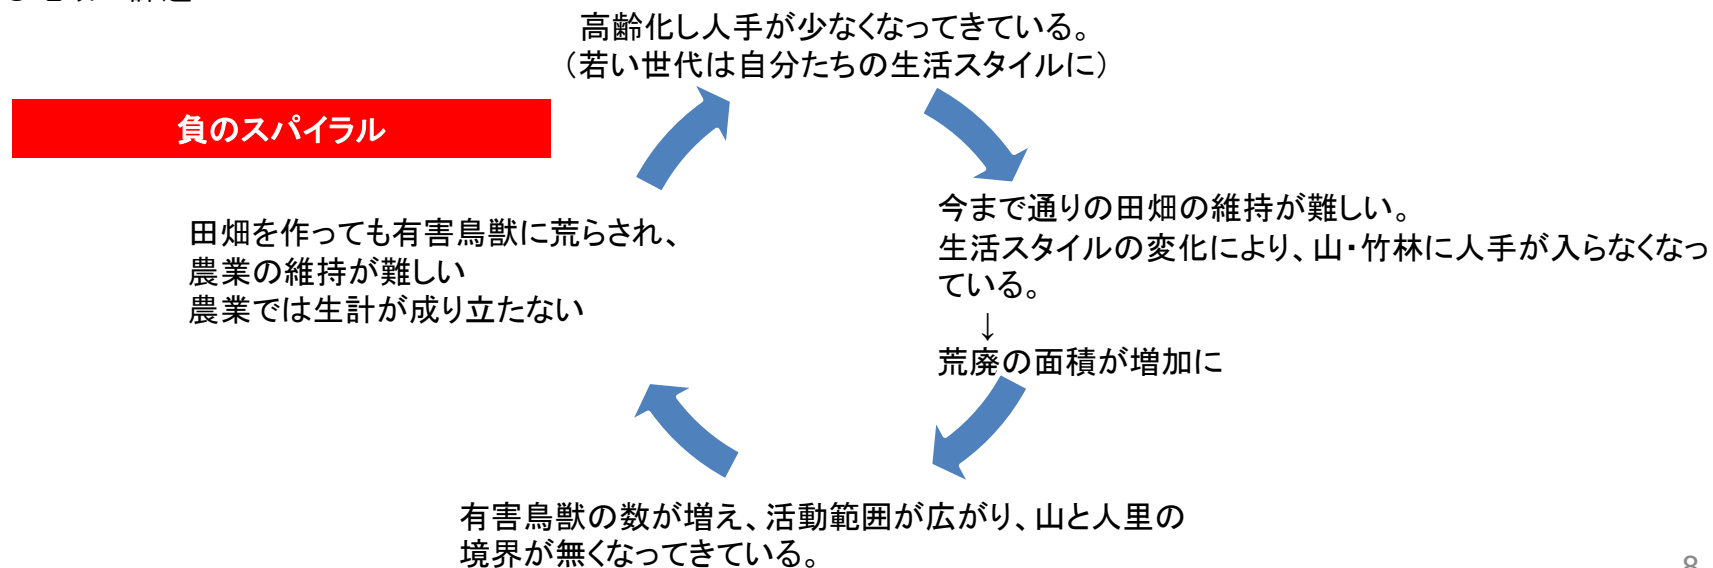 高齢化し人手が少なくなってきている。
（若い世代は自分たちの生活スタイルに）
負のスパイラル
今まで通りの田畑の維持が難しい。
生活スタイルの変化により、山・竹林に人手が入らなくなっ
ている。
↓
荒廃の面積が増加に
有害鳥獣の数が増え、活動範囲が広がり、山と人里の
境界が無くなってきている。
田畑を作っても有害鳥獣に荒らされ、
農業の維持が難しい
農業では生計が成り立たない
8